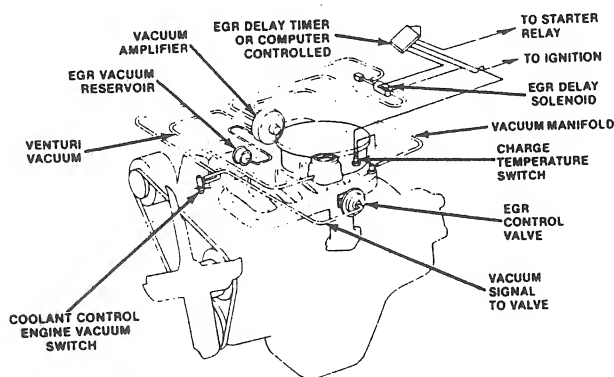 EGR DELAY TIMER
OR COMPUTER
CONTROLLED
TO STARTER
RELAY
VACUUM
AMPLIFIER
TO IGNITION
EGR VACUUM
RESERVOIR
EGR DELAY
SOLENOID
VENTURI
VACUUM
VACUUM MANIFOLD
CHARGE
TEMPERATURE
SWITCH
EGR
CONTROL
VALVE
VACUUM
SIGNAL
TO VALVE
COOLANT CONTROL
ENGINE VACUUM
SWITCH